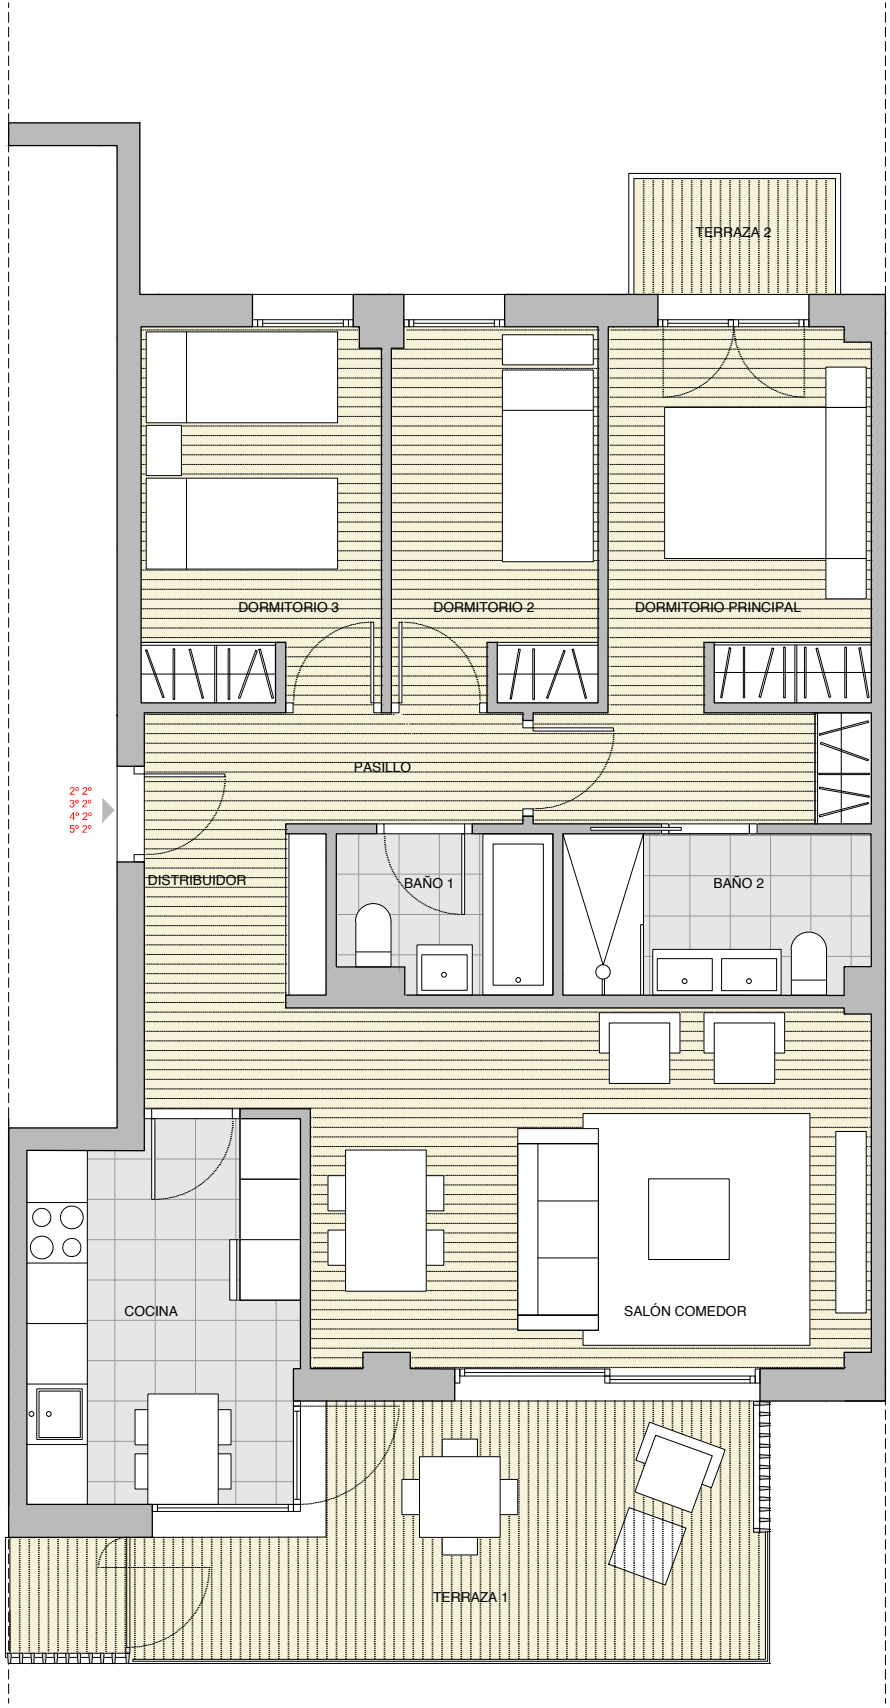 TERRAZA 2
DORMITORIO 3
DORMITORIO 2
DORMITORIO PRINCIPAL
PASILLO
2º 2º
3º 2º
4º 2º
5º 2º
DISTRIBUIDOR
BAÑO 1
BAÑO 2
COCINA
SALÓN COMEDOR
TERRAZA 1